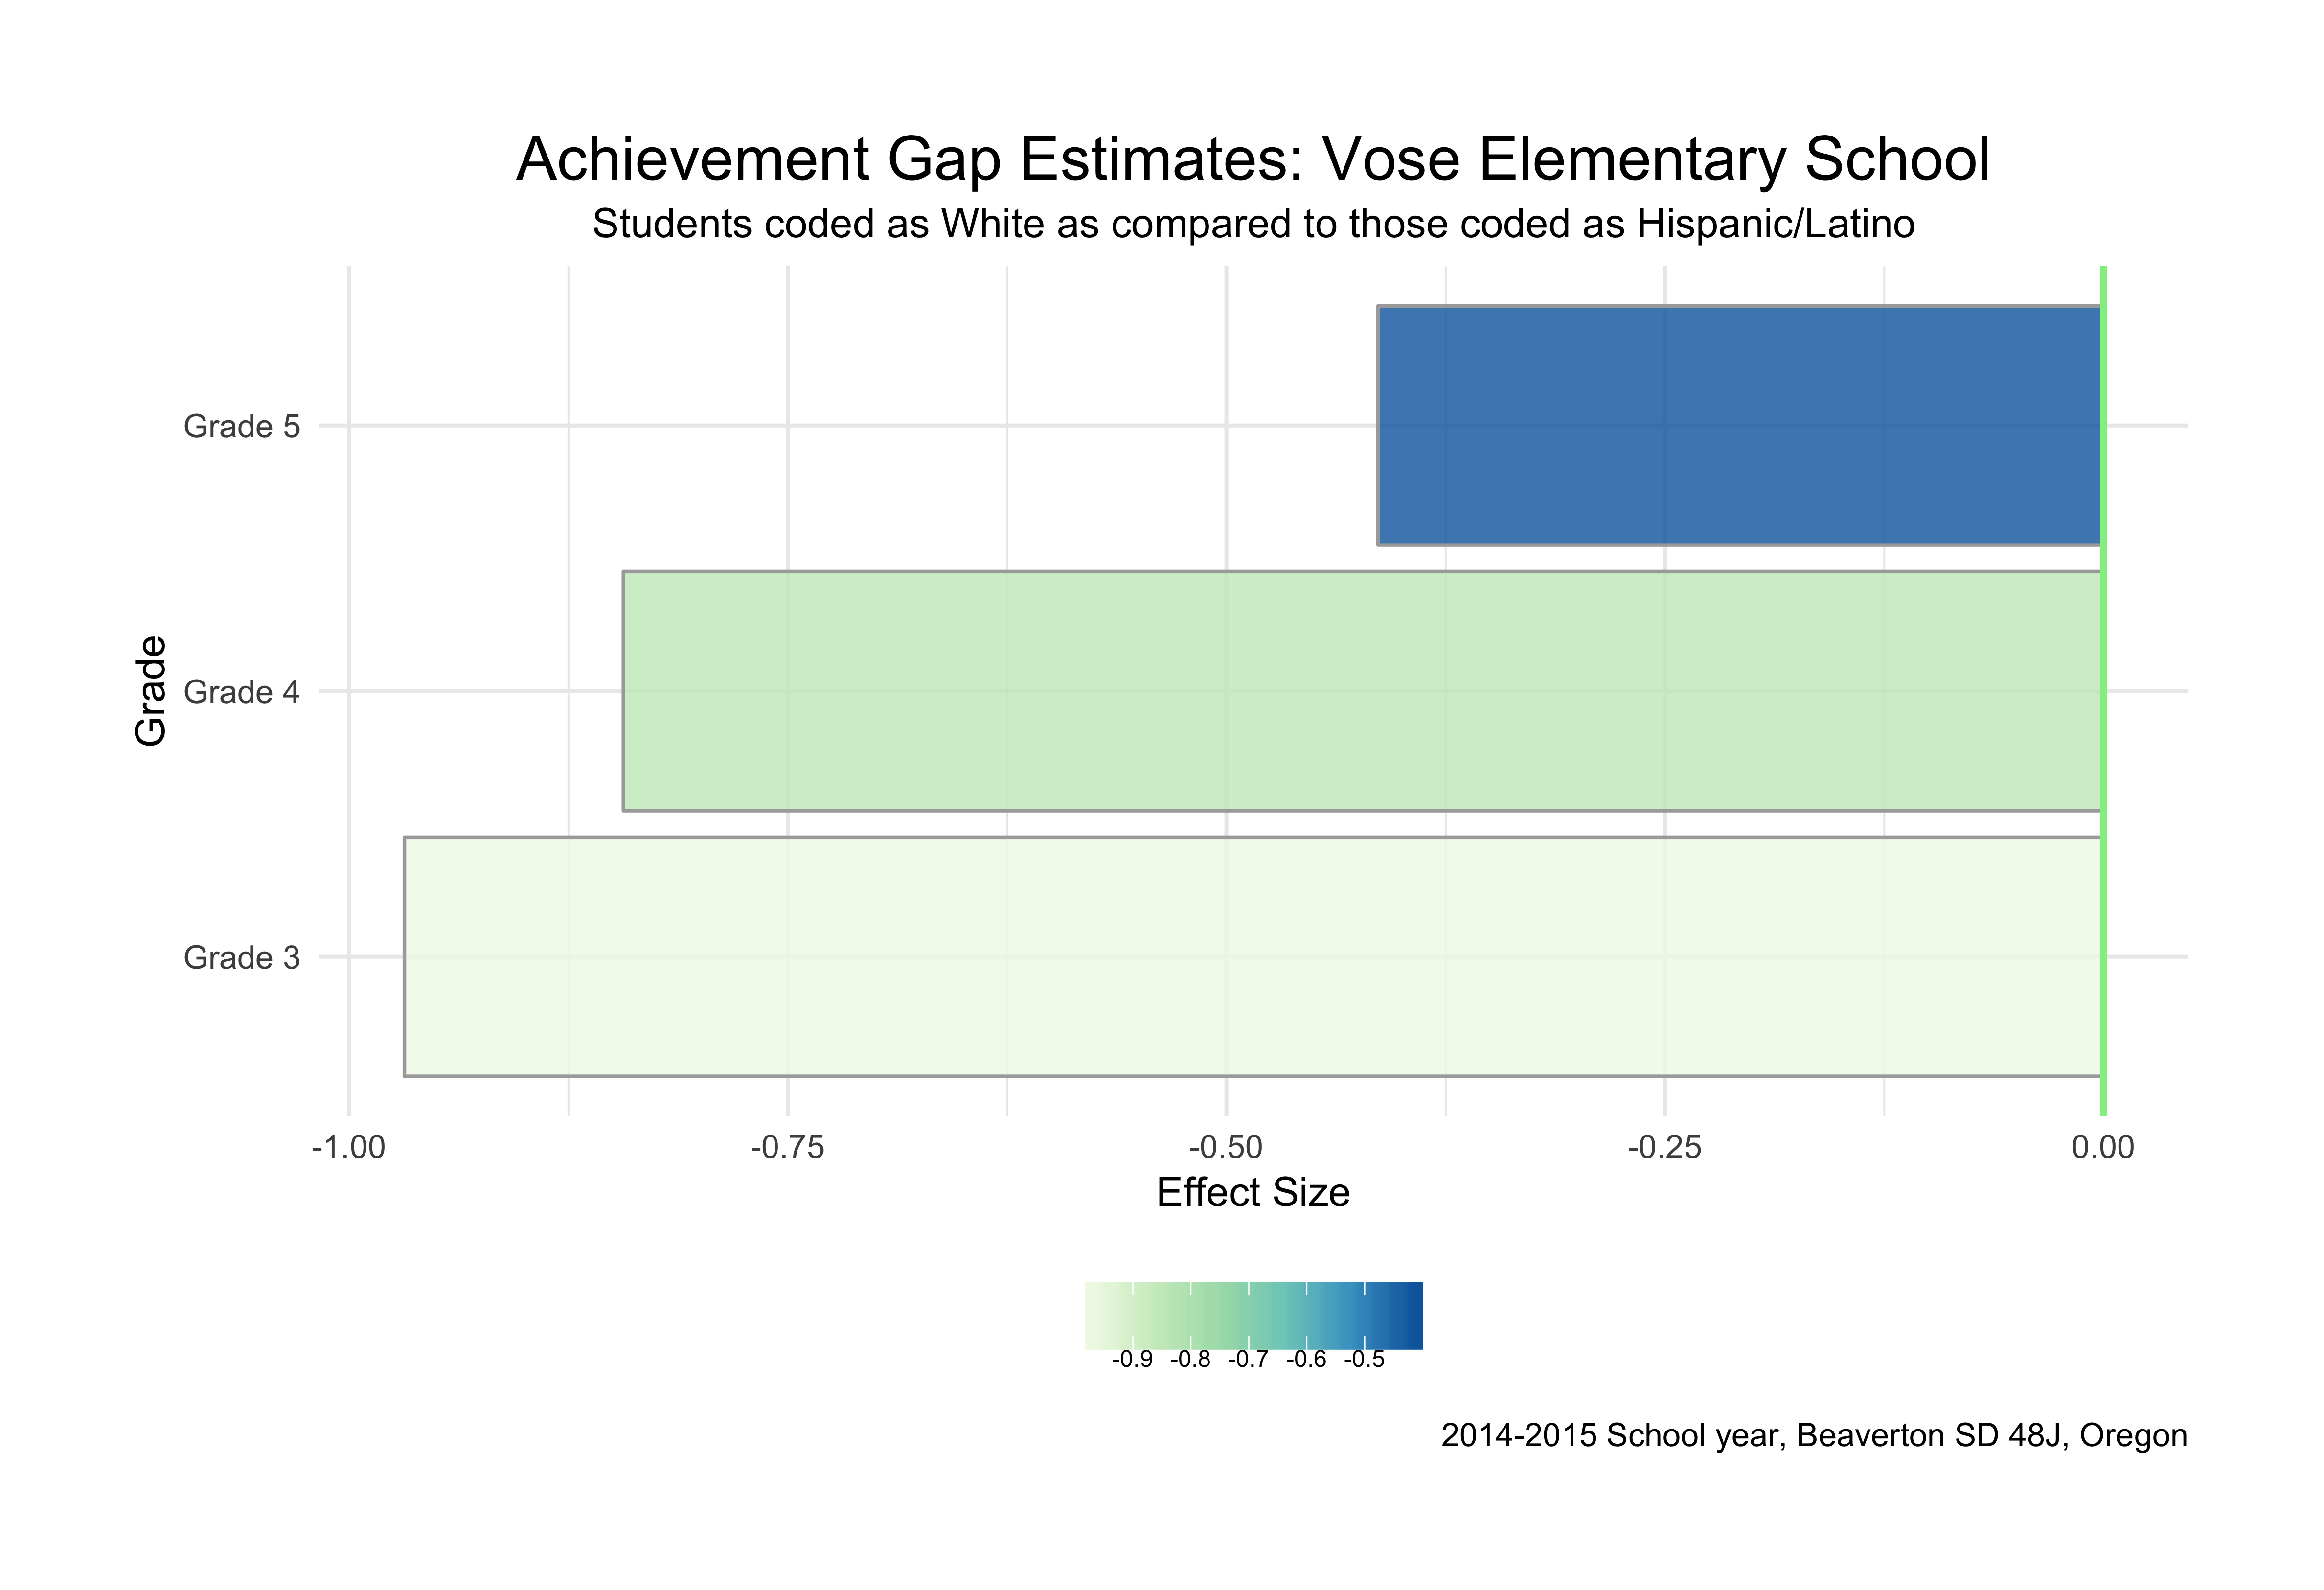 Achievement Gap Estimates: Vose Elementary School
Students coded as White as compared to those coded as Hispanic/Latino
Grade
Grade 5
Grade 4
Grade 3
-1.00 -0.75 -0.50 -0.25 0.00
Effect Size
-0.9 -0.8 -0.7 -0.6 -0.5
2014-2015 School year, Beaverton SD 48J, Oregon